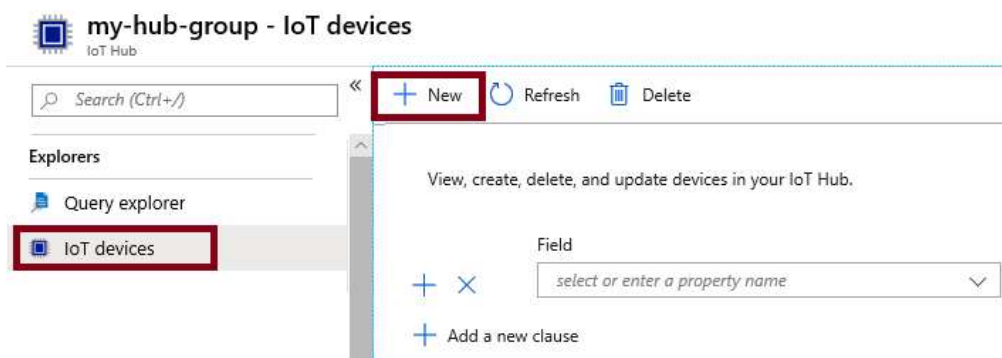 my-hub-group - IoT devices
IoT Hub
Search (Ctrl+/)
«
New
Refresh
Delete
Explorers
Query explorer
IoT devices
View, create, delete, and update devices in your IoT Hub.
Field
select or enter a property name
Add a new clause